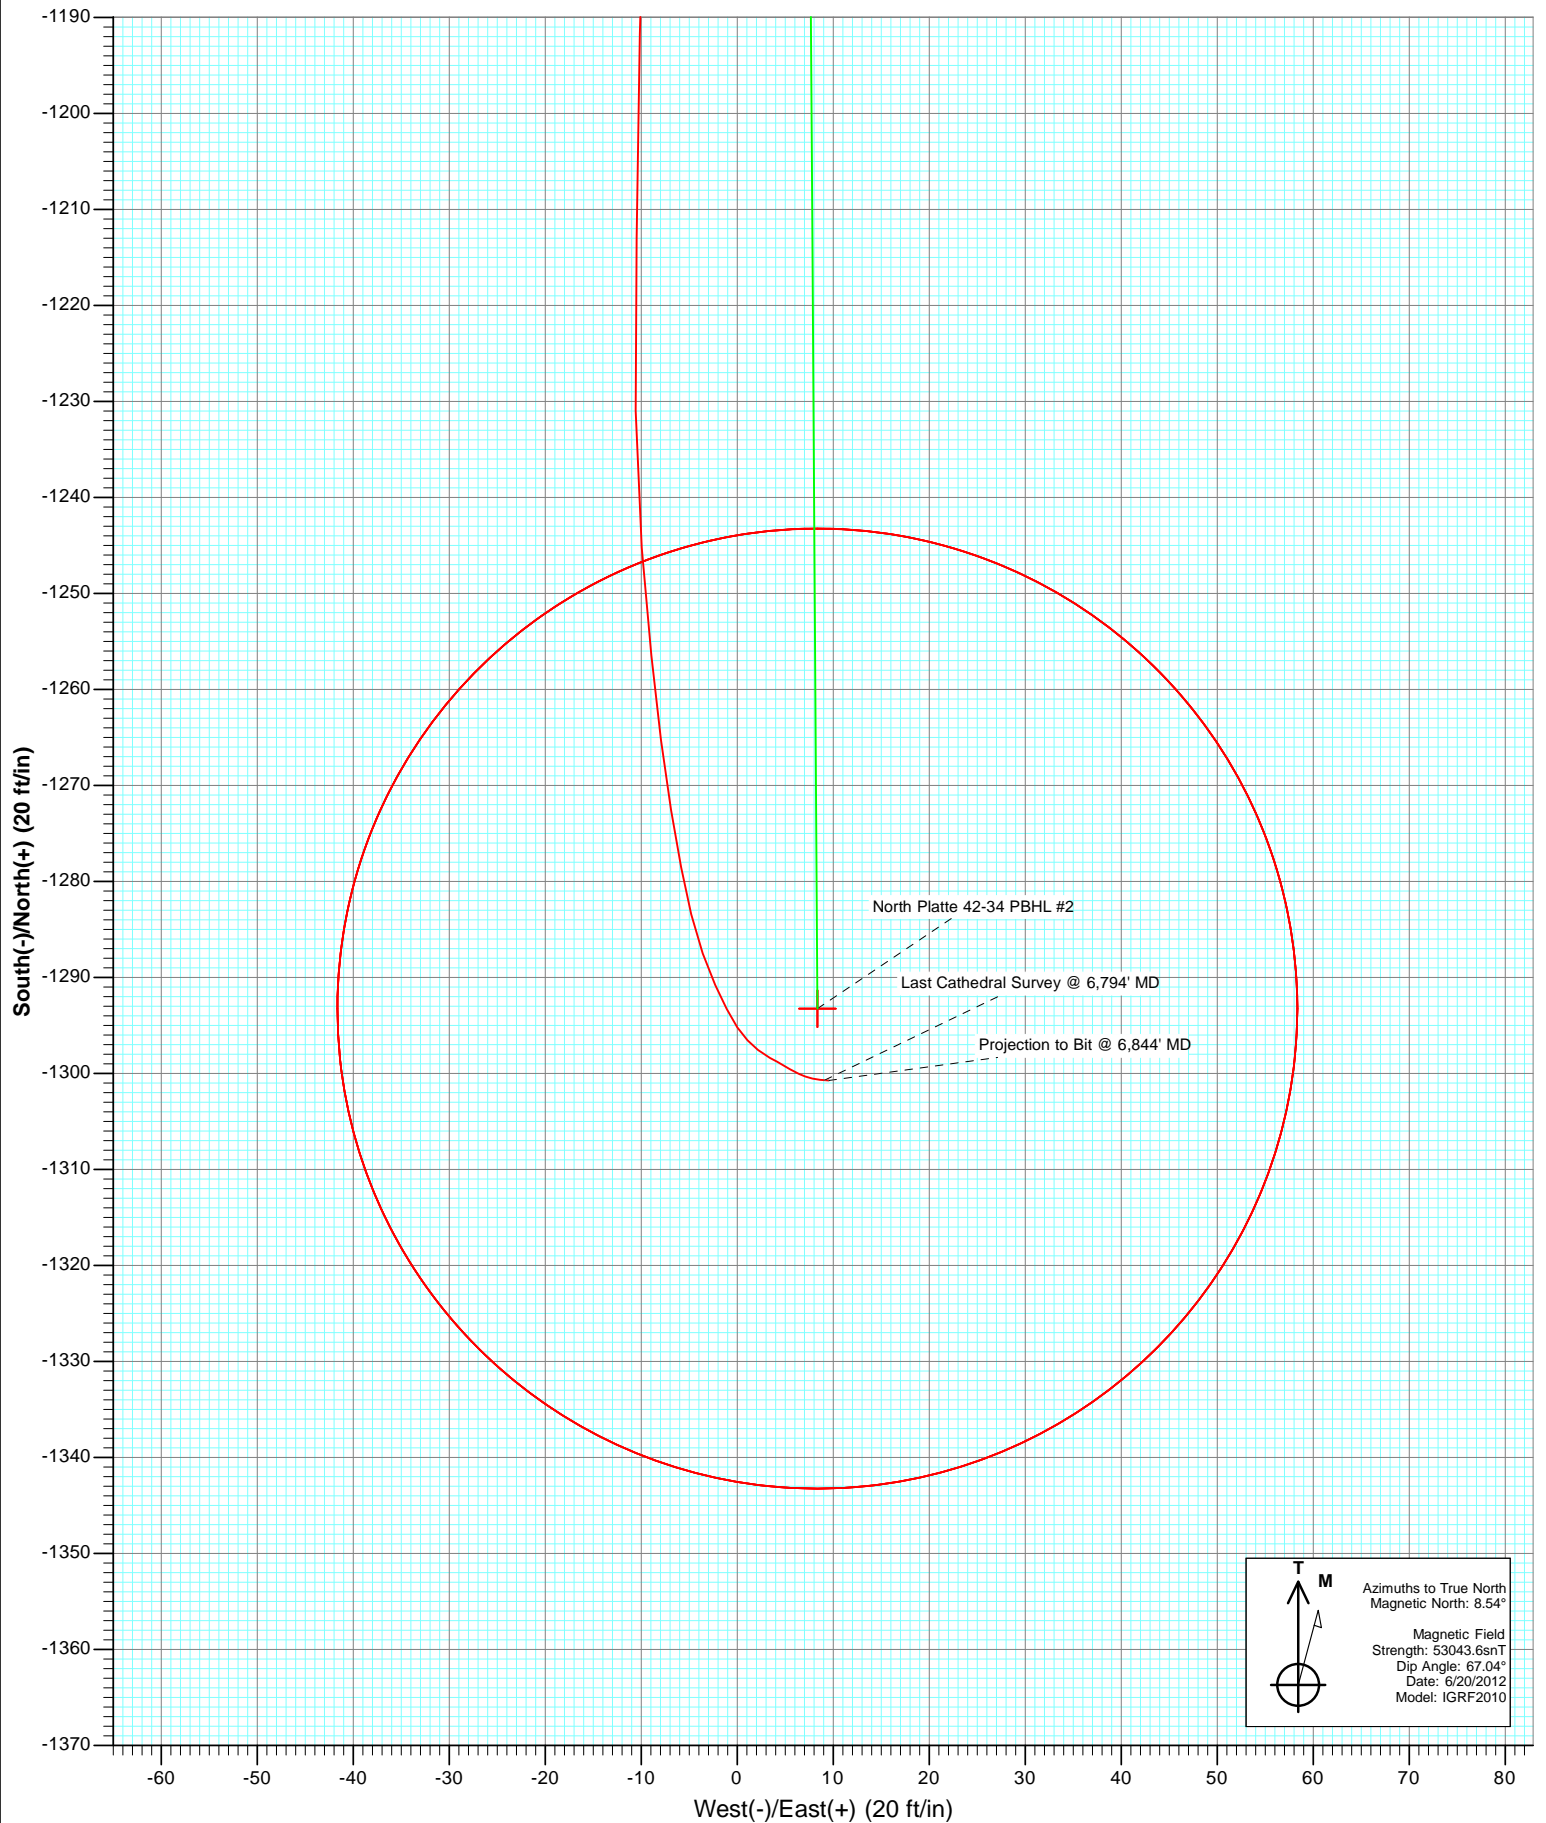 -1190
-1200
-1210
-1220
-1230
-1240
-1250
-1260
-1270
-1280
-1290
-1300
-1310
-1320
-1330
-1340
-1350
-1360
-1370
South(-)/North(+) (20 ft/in)
North Platte 42-34 PBHL #2
Last Cathedral Survey @ 6,794' MD
Projection to Bit @ 6,844' MD
T
M
Azimuths to True North
Magnetic North: 8.54°
Magnetic Field
Strength: 53043.6snT
Dip Angle: 67.04°
Date: 6/20/2012
Model: IGRF2010
-60 -50 -40 -30 -20 -10 0 10 20 30 40 50 60 70 80
West(-)/East(+) (20 ft/in)